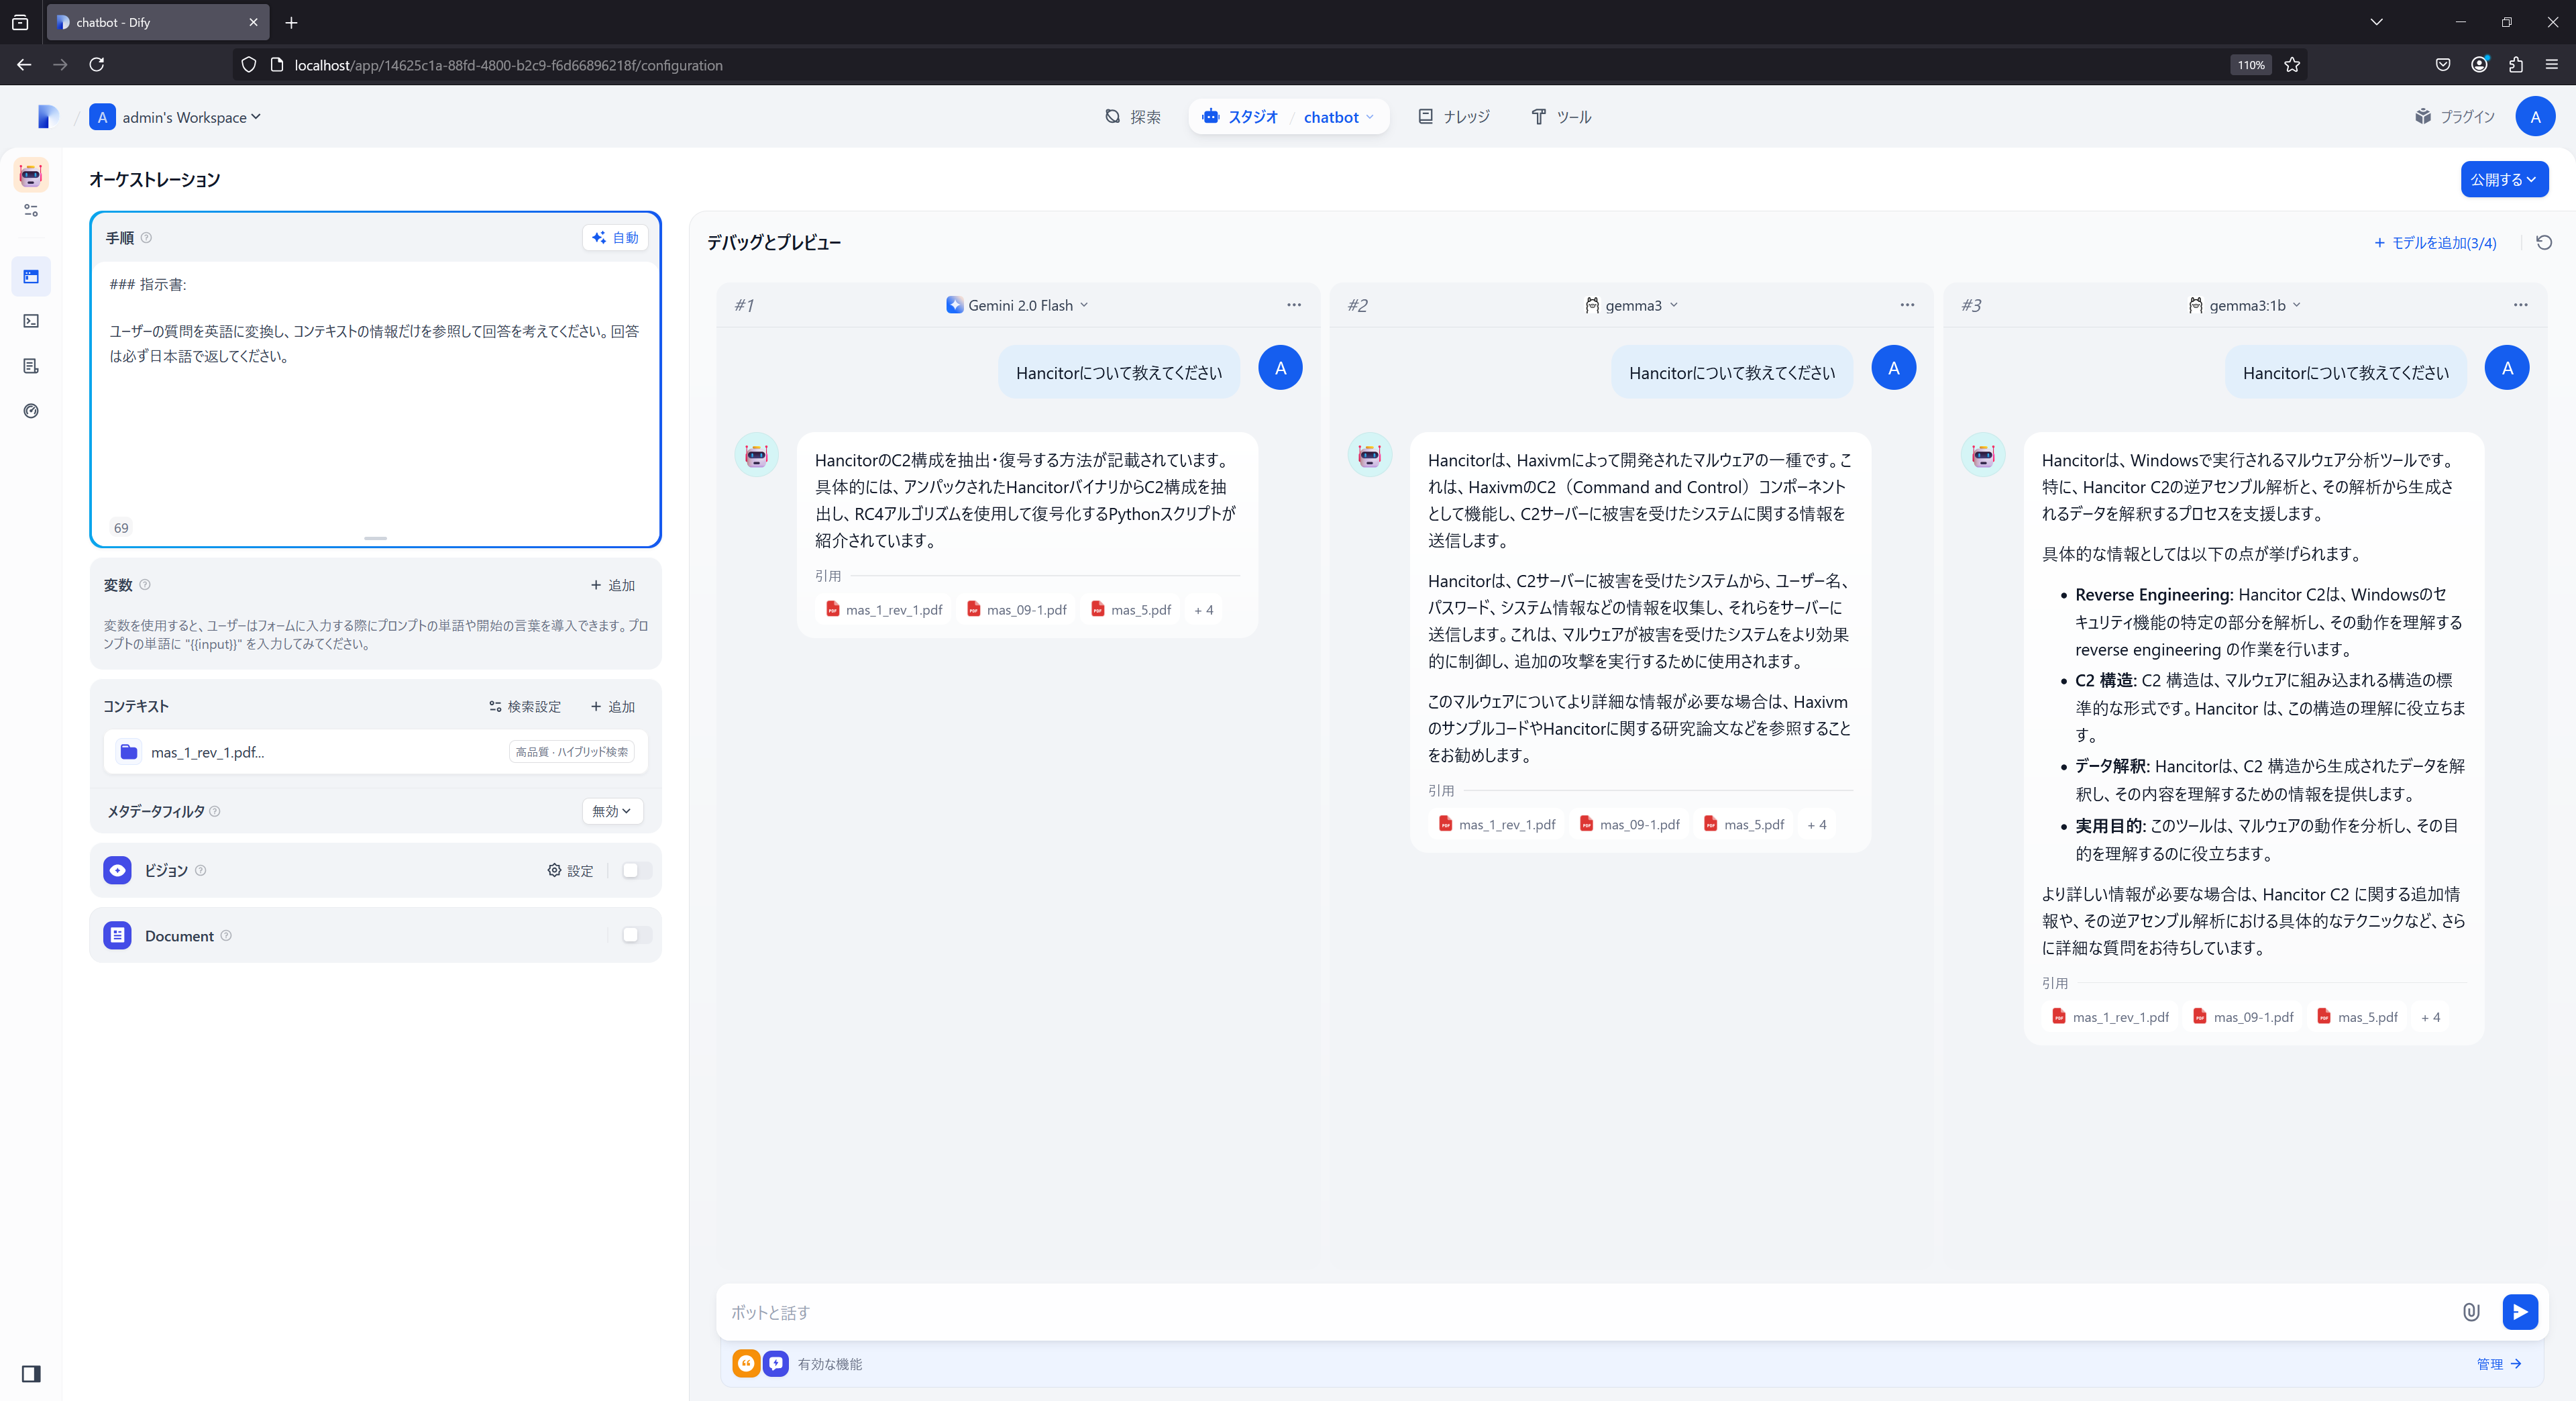 chatbot - Dify
localhost/app/14625c1a-88fd-4800-b2c9-f6d66896218f/configuration
110%
A
admin's Workspace
探索
スタジオ / chatbot
ナレッジ
ツール
プラグイン
A
オーケストレーション
公開する
手順
自動
### 指示書:
ユーザーの質問を英語に変換し、コンテキストの情報だけを参照して回答を考えてください。回答
は必ず日本語で返してください。
69
変数
+ 追加
変数を使用すると、ユーザーはフォームに入力する際にプロンプトの単語や開始の言葉を導入できます。プロ
ンプトの単語に "{{input}}" を入力してみてください。
コンテキスト
検索設定
+ 追加
mas_1_rev_1.pdf...
高品質 · ハイブリッド検索
メタデータフィルタ
無効
ビジョン
設定
Document
デバッグとプレビュー
+ モデルを追加(3/4)
#1
Gemini 2.0 Flash
Hancitorについて教えてください
A
HancitorのC2構成を抽出・復号する方法が記載されています。
具体的には、アンパックされたHancitorバイナリからC2構成を抽
出し、RC4アルゴリズムを使用して復号化するPythonスクリプトが
紹介されています。
引用
mas_1_rev_1.pdf
mas_09-1.pdf
mas_5.pdf
+ 4
#2
gemma3
Hancitorについて教えてください
A
Hancitorは、Haxivmによって開発されたマルウェアの一種です。こ
れは、HaxivmのC2（Command and Control）コンポーネント
として機能し、C2サーバーに被害を受けたシステムに関する情報を
送信します。
Hancitorは、C2サーバーに被害を受けたシステムから、ユーザー名、
パスワード、システム情報などの情報を収集し、それらをサーバーに
送信します。これは、マルウェアが被害を受けたシステムをより効果
的に制御し、追加の攻撃を実行するために使用されます。
このマルウェアについてより詳細な情報が必要な場合は、Haxivm
のサンプルコードやHancitorに関する研究論文などを参照すること
をお勧めします。
引用
mas_1_rev_1.pdf
mas_09-1.pdf
mas_5.pdf
+ 4
#3
gemma3:1b
Hancitorについて教えてください
A
Hancitorは、Windowsで実行されるマルウェア分析ツールです。
特に、Hancitor C2の逆アセンブル解析と、その解析から生成さ
れるデータを解釈するプロセスを支援します。
具体的な情報としては以下の点が挙げられます。
• Reverse Engineering: Hancitor C2は、Windowsのセ
キュリティ機能の特定の部分を解析し、その動作を理解する
reverse engineering の作業を行います。
• C2 構造: C2 構造は、マルウェアに組み込まれる構造の標
準的な形式です。Hancitor は、この構造の理解に役立ちま
す。
• データ解釈: Hancitorは、C2 構造から生成されたデータを解
釈し、その内容を理解するための情報を提供します。
• 実用目的: このツールは、マルウェアの動作を分析し、その目
的を理解するのに役立ちます。
より詳しい情報が必要な場合は、Hancitor C2 に関する追加情
報や、その逆アセンブル解析における具体的なテクニックなど、さら
に詳細な質問をお待ちしています。
引用
mas_1_rev_1.pdf
mas_09-1.pdf
mas_5.pdf
+ 4
ボットと話す
有効な機能
管理 →